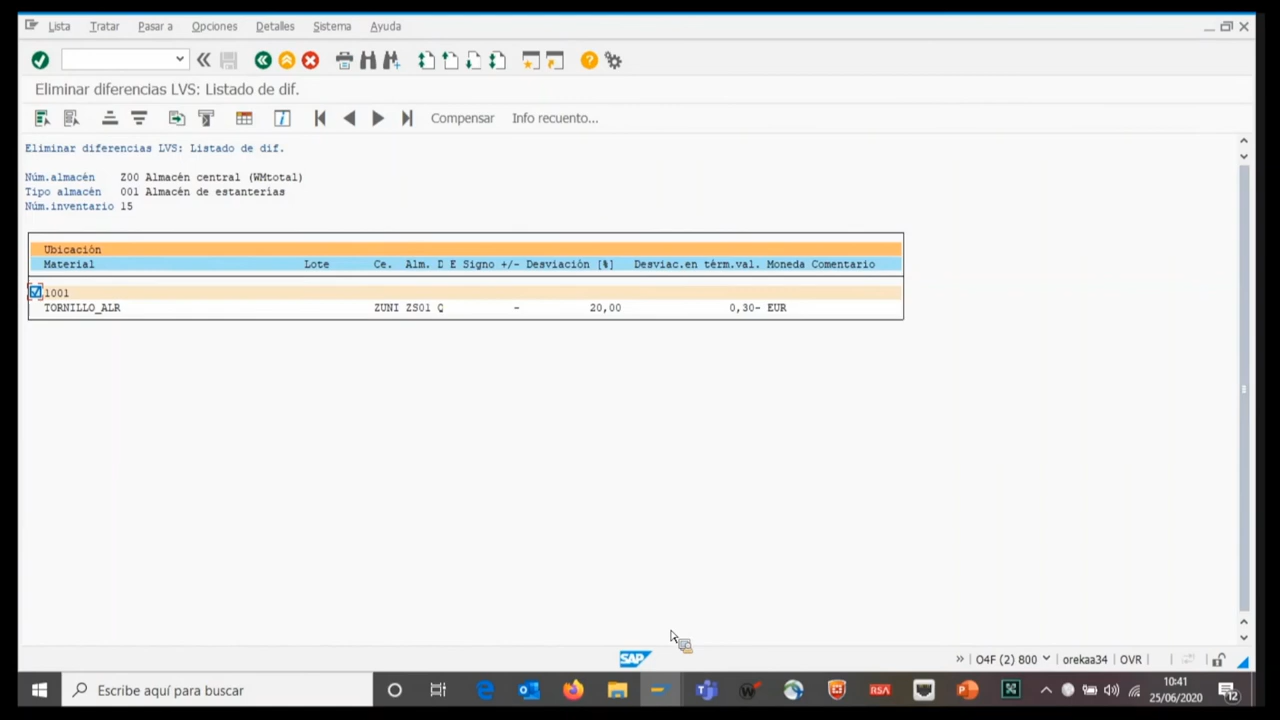 Lista Tratar Pasar a Opciones Detalles Sistema Ayuda
Eliminar diferencias LVS: Listado de dif.
Compensar Info recuento...
Eliminar diferencias LVS: Listado de dif.
Núm.almacén Z00 Almacén central (WMtotal)
Tipo almacén 001 Almacén de estanterías
Núm.inventario 15
Ubicación
Material Lote Ce. Alm. D E Signo +/- Desviación [%] Desviac.en térm.val. Moneda Comentario
1001
TORNILLO_ALR ZUNI ZS01 Q - 20,00 0,30- EUR
SAP
O4F (2) 800 orekaa34 OVR
Escribe aquí para buscar
RSA
10:41
25/06/2020
12